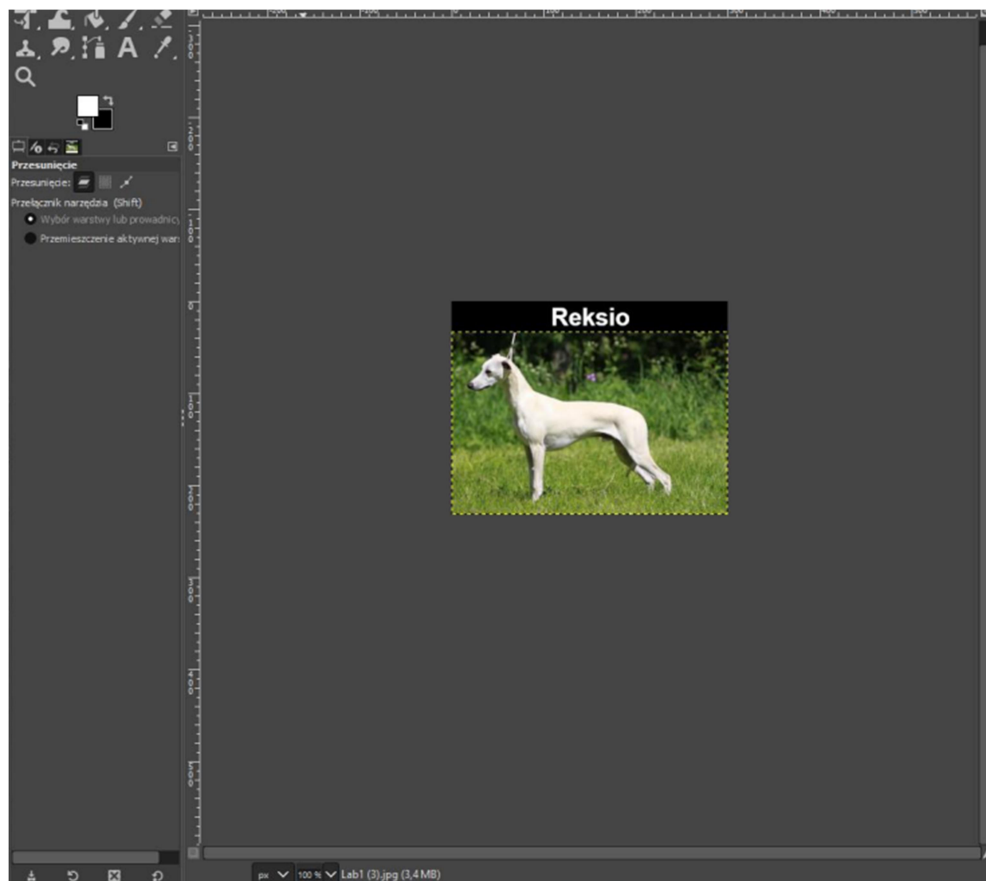 Przesunięcie
Przesunięcie:
Przełącznik narzędzia (Shift)
Wybór warstwy lub prowadnicy
Przemieszczenie aktywnej war
Reksio
px 100 % Lab1 (3).jpg (3,4 MB)